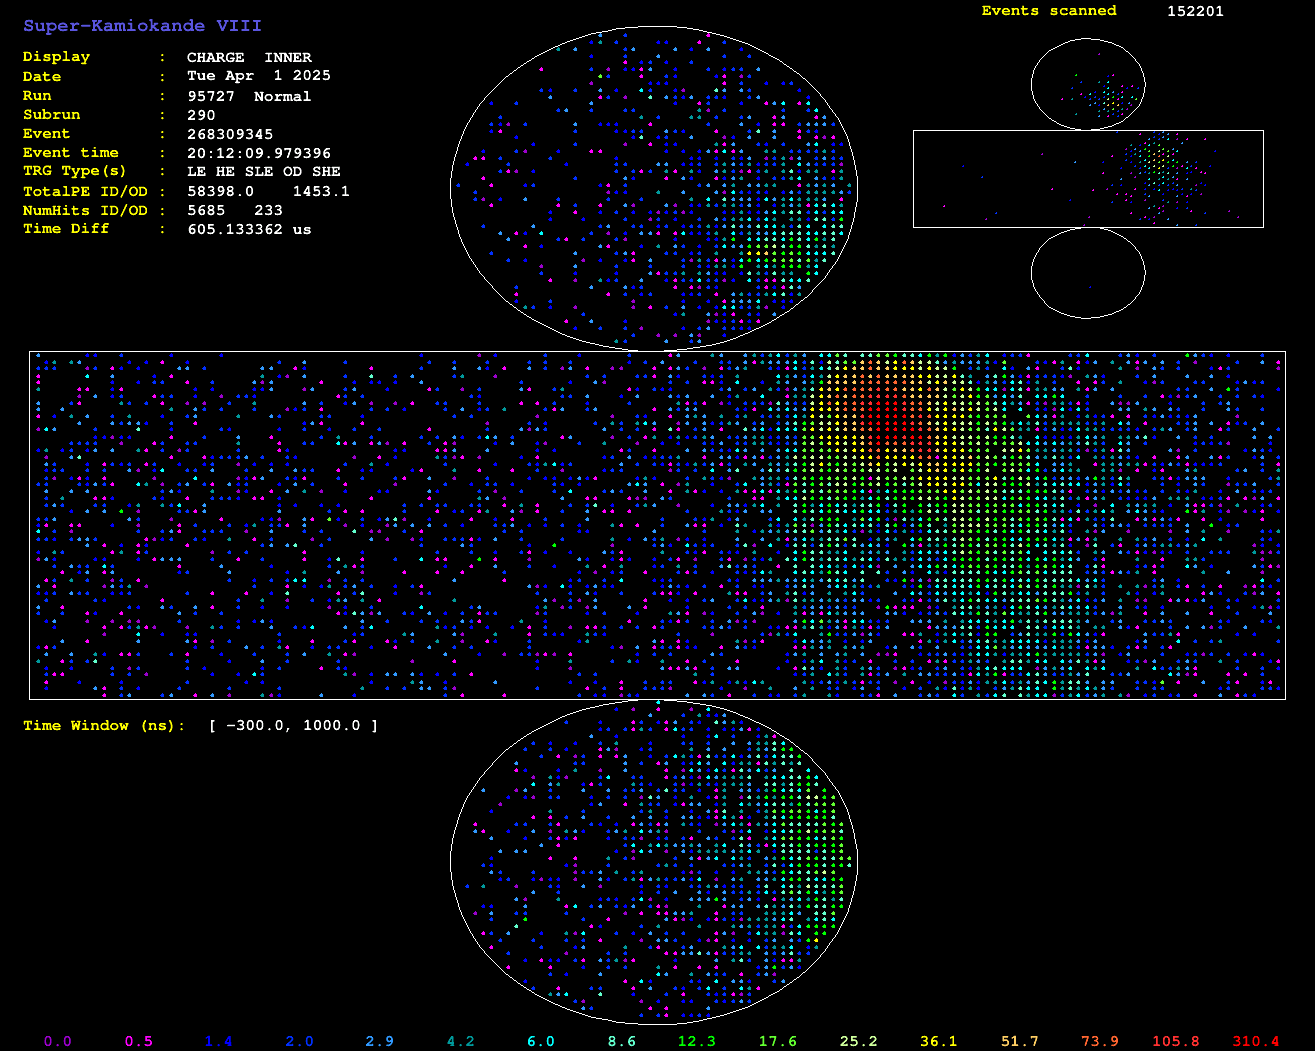 Super-Kamiokande VIII
Events scanned 152201
Display : CHARGE INNER
Date : Tue Apr 1 2025
Run : 95727 Normal
Subrun : 290
Event : 268309345
Event time : 20:12:09.979396
TRG Type(s) : LE HE SLE OD SHE
TotalPE ID/OD : 58398.0 1453.1
NumHits ID/OD : 5685 233
Time Diff : 605.133362 us
Time Window (ns): [ -300.0, 1000.0 ]
0.0 0.5 1.4 2.0 2.9 4.2 6.0 8.6 12.3 17.6 25.2 36.1 51.7 73.9 105.8 310.4